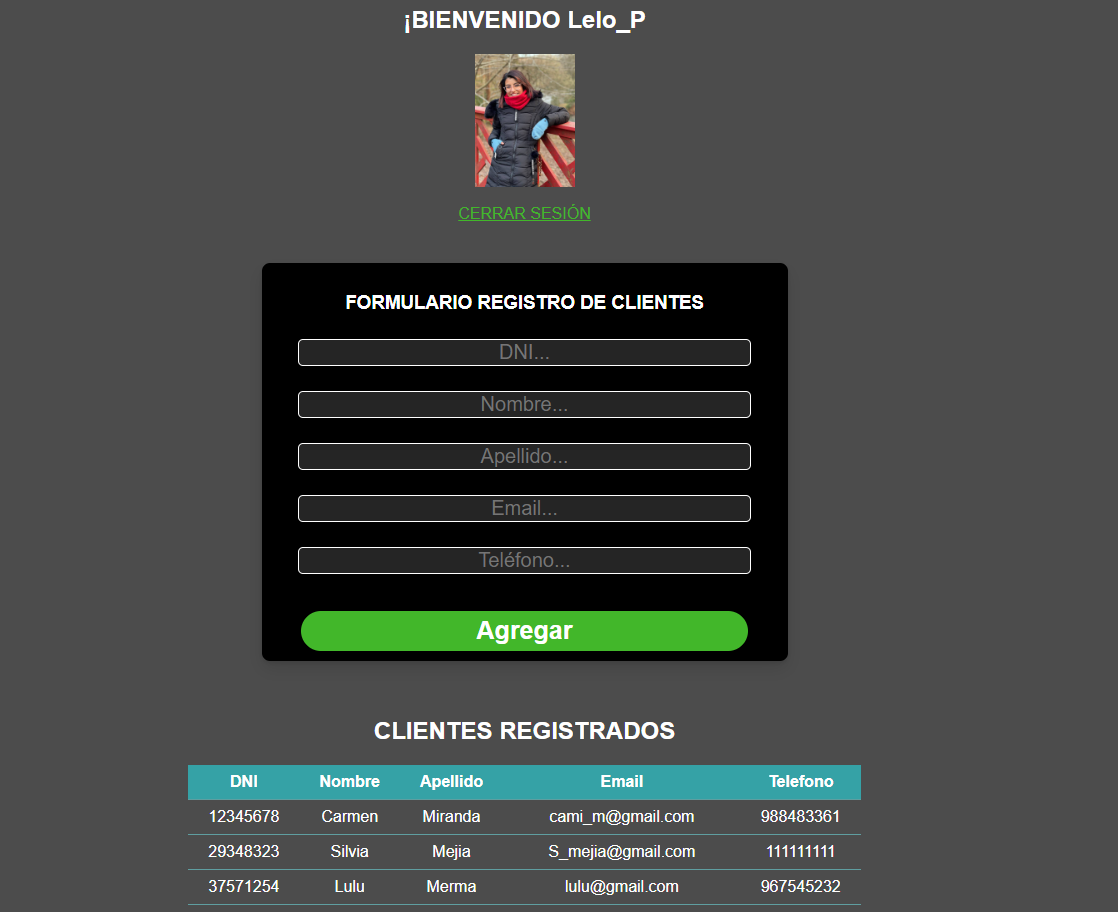 ¡BIENVENIDO Lelo_P
CERRAR SESIÓN
FORMULARIO REGISTRO DE CLIENTES
DNI...
Nombre...
Apellido...
Email...
Teléfono...
Agregar
CLIENTES REGISTRADOS
DNI Nombre Apellido Email Telefono
12345678 Carmen Miranda cami_m@gmail.com 988483361
29348323 Silvia Mejia S_mejia@gmail.com 111111111
37571254 Lulu Merma lulu@gmail.com 967545232